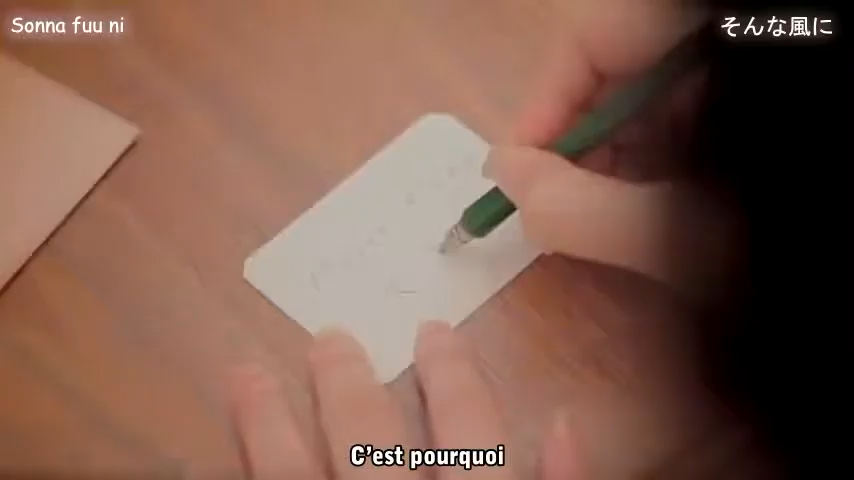 Sonna fuu ni
そんな風に
C'est pourquoi